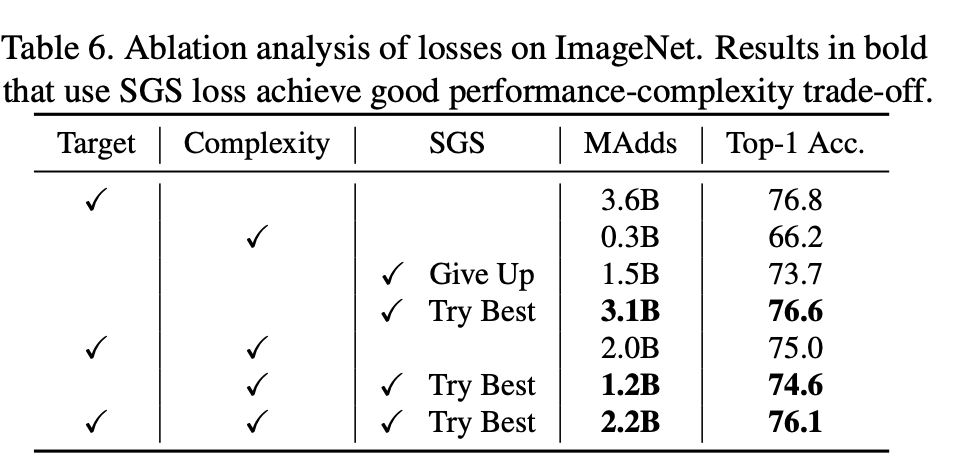 Table 6. Ablation analysis of losses on ImageNet. Results in bold
that use SGS loss achieve good performance-complexity trade-off.
Target Complexity SGS MAdds Top-1 Acc.
✓ 3.6B 76.8
✓ 0.3B 66.2
✓ Give Up 1.5B 73.7
✓ Try Best 3.1B 76.6
✓ ✓ 2.0B 75.0
✓ ✓ Try Best 1.2B 74.6
✓ ✓ ✓ Try Best 2.2B 76.1